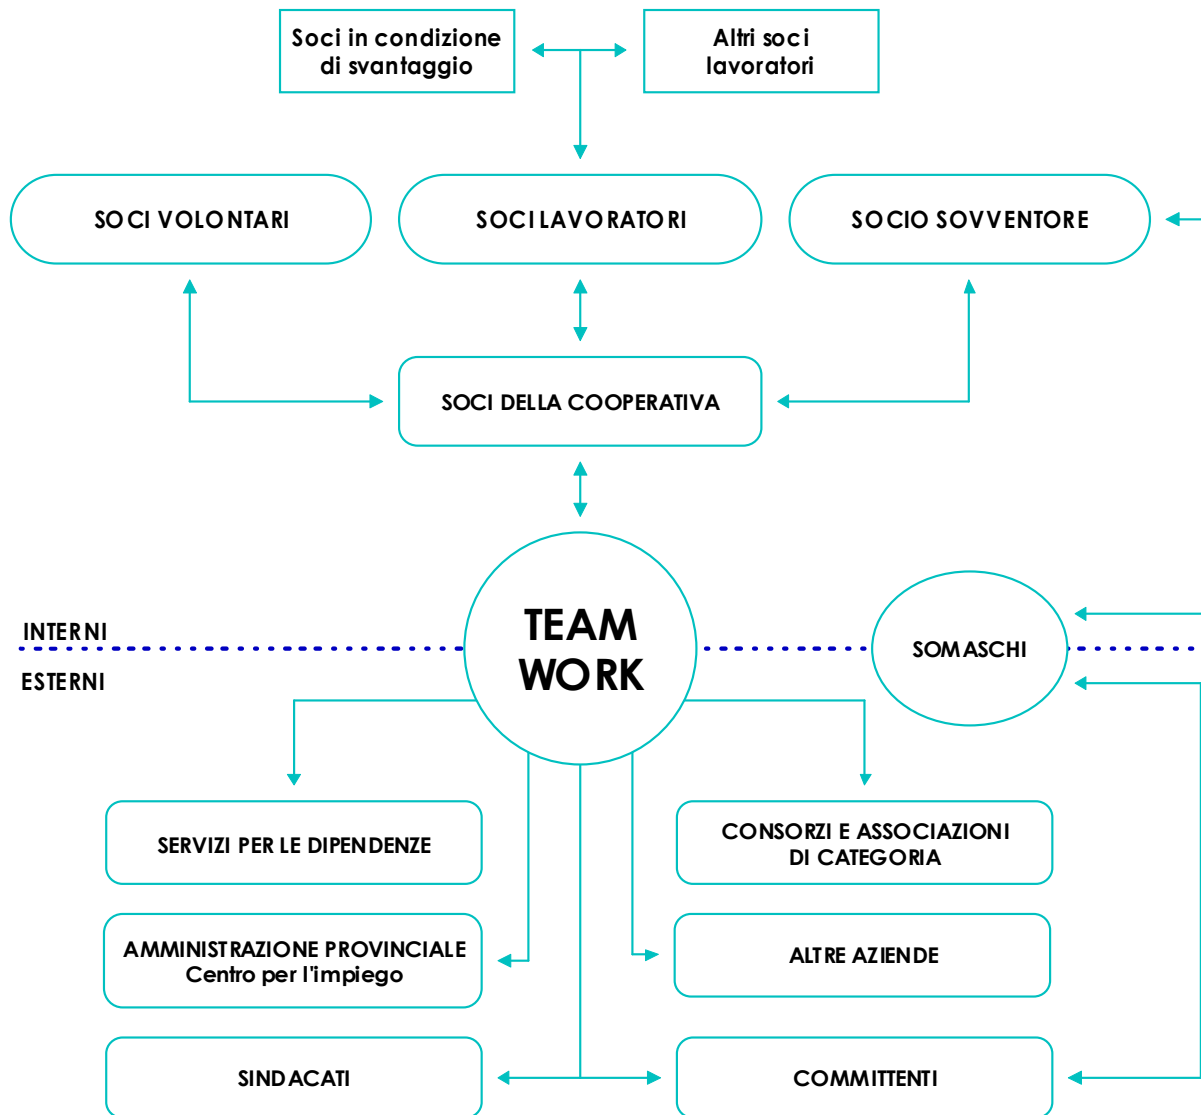 Soci in condizione
di svantaggio
Altri soci
lavoratori
SOCI VOLONTARI
SOCI LAVORATORI
SOCIO SOVVENTORE
SOCI DELLA COOPERATIVA
TEAM
WORK
INTERNI
ESTERNI
SOMASCHI
SERVIZI PER LE DIPENDENZE
CONSORZI E ASSOCIAZIONI
DI CATEGORIA
AMMINISTRAZIONE PROVINCIALE
Centro per l'impiego
ALTRE AZIENDE
SINDACATI
COMMITTENTI